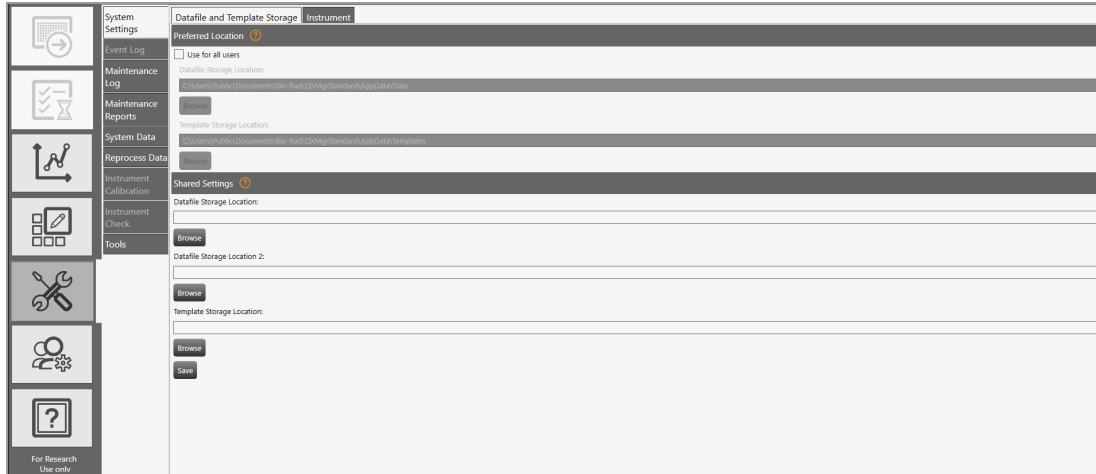 System
Settings
Event Log
Maintenance
Log
Maintenance
Reports
System Data
Reprocess Data
Instrument
Calibration
Instrument
Check
Tools
Datafile and Template Storage
Instrument
Preferred Location ?
Use for all users
Datafile Storage Location:
C:\Users\Public\Documents\Bio-Rad\QXMgrStandard\AppData\Data
Browse
Template Storage Location:
C:\Users\Public\Documents\Bio-Rad\QXMgrStandard\AppData\Templates
Browse
Shared Settings ?
Datafile Storage Location:
Browse
Datafile Storage Location 2:
Browse
Template Storage Location:
Browse
Save
?
For Research
Use only